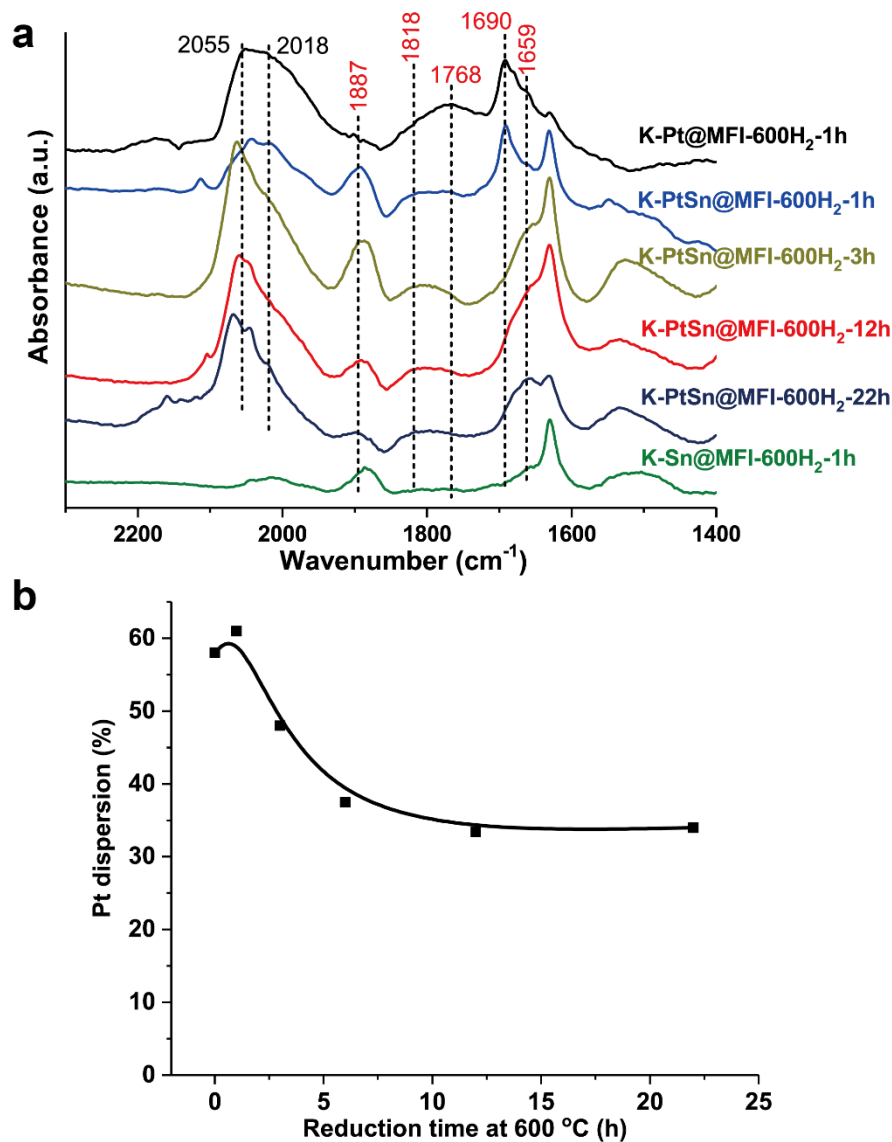 a
2055
2018
1887
1818
1768
1690
1659
K-Pt@MFI-600H₂-1h
K-PtSn@MFI-600H₂-1h
K-PtSn@MFI-600H₂-3h
K-PtSn@MFI-600H₂-12h
K-PtSn@MFI-600H₂-22h
K-Sn@MFI-600H₂-1h
Absorbance (a.u.)
2200 2000 1800 1600 1400
Wavenumber (cm⁻¹)
b
Pt dispersion (%)
60
50
40
30
20
10
0
0 5 10 15 20 25
Reduction time at 600 °C (h)